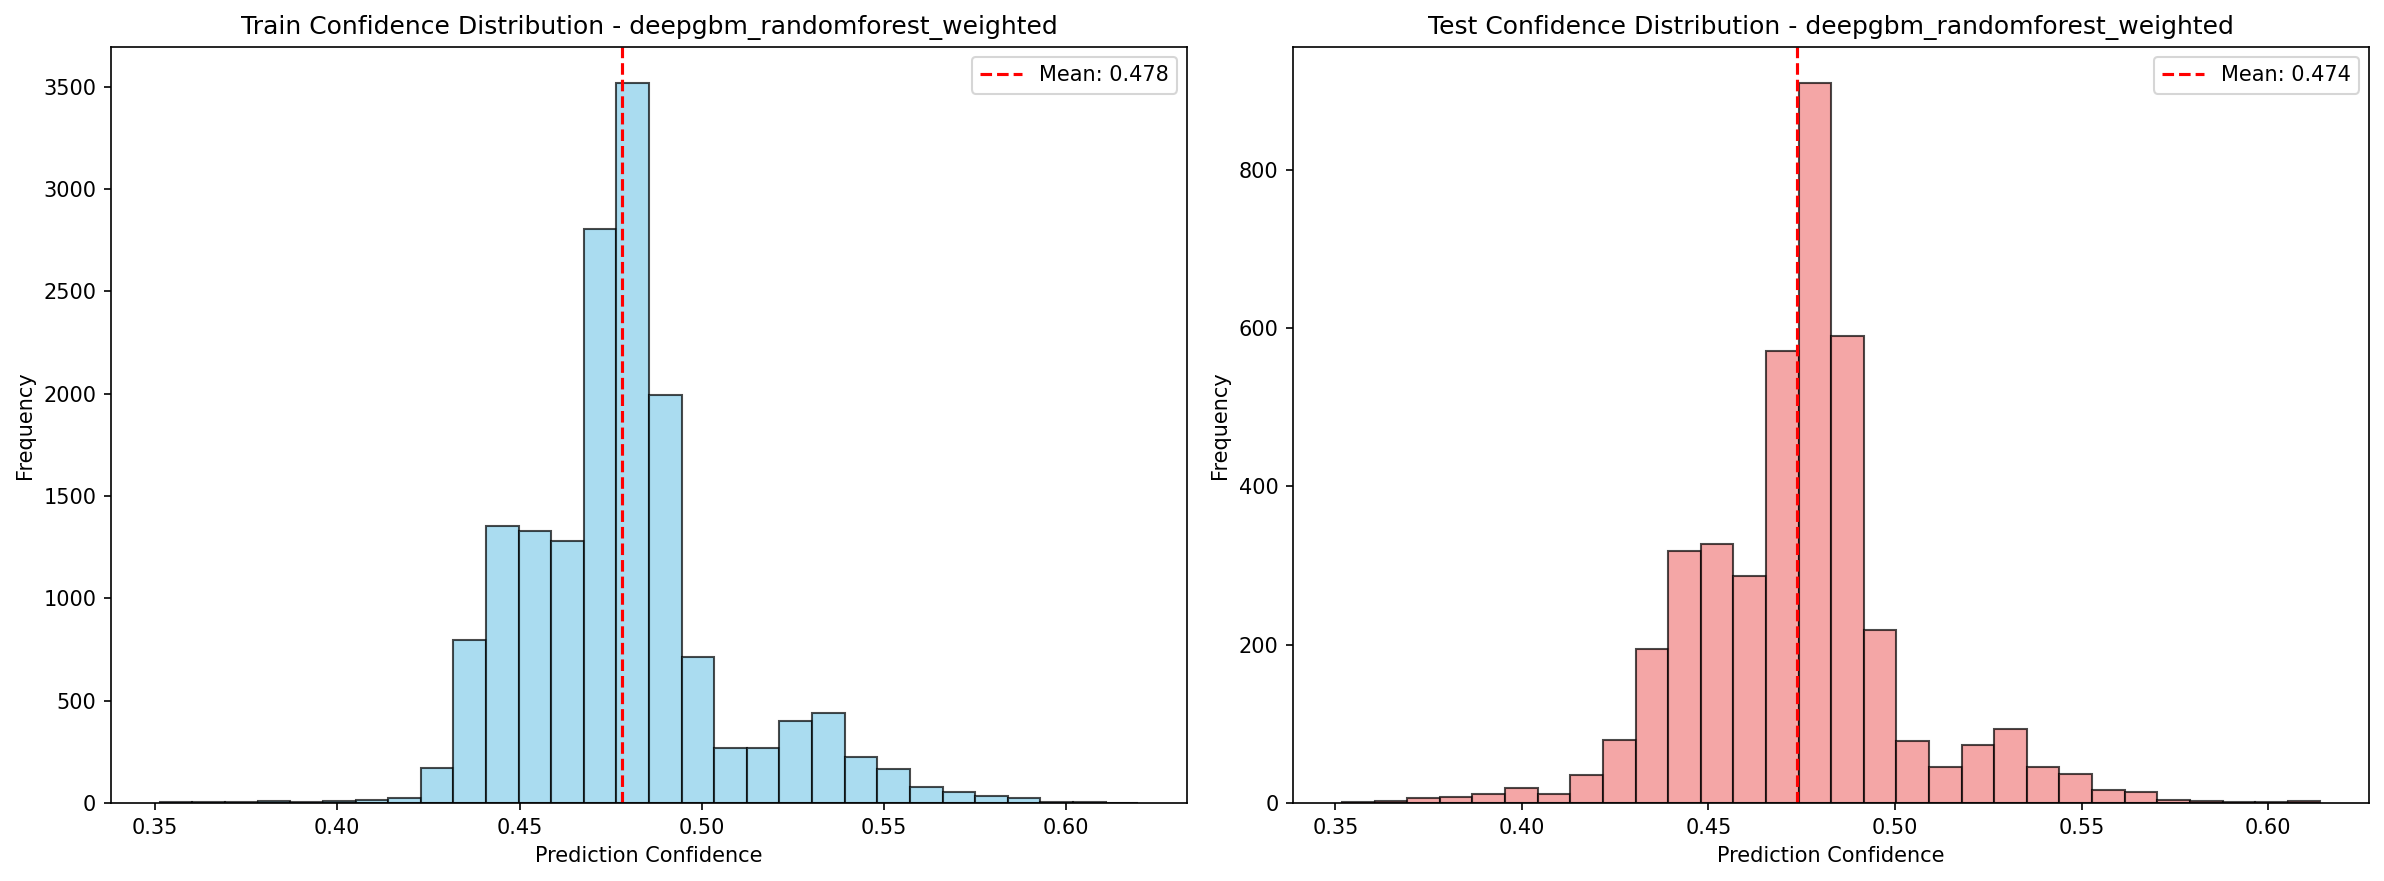 Train Confidence Distribution - deepgbm_randomforest_weighted
Mean: 0.478
Frequency
3500
3000
2500
2000
1500
1000
500
0
0.35 0.40 0.45 0.50 0.55 0.60
Prediction Confidence
Test Confidence Distribution - deepgbm_randomforest_weighted
Mean: 0.474
Frequency
800
600
400
200
0
0.35 0.40 0.45 0.50 0.55 0.60
Prediction Confidence